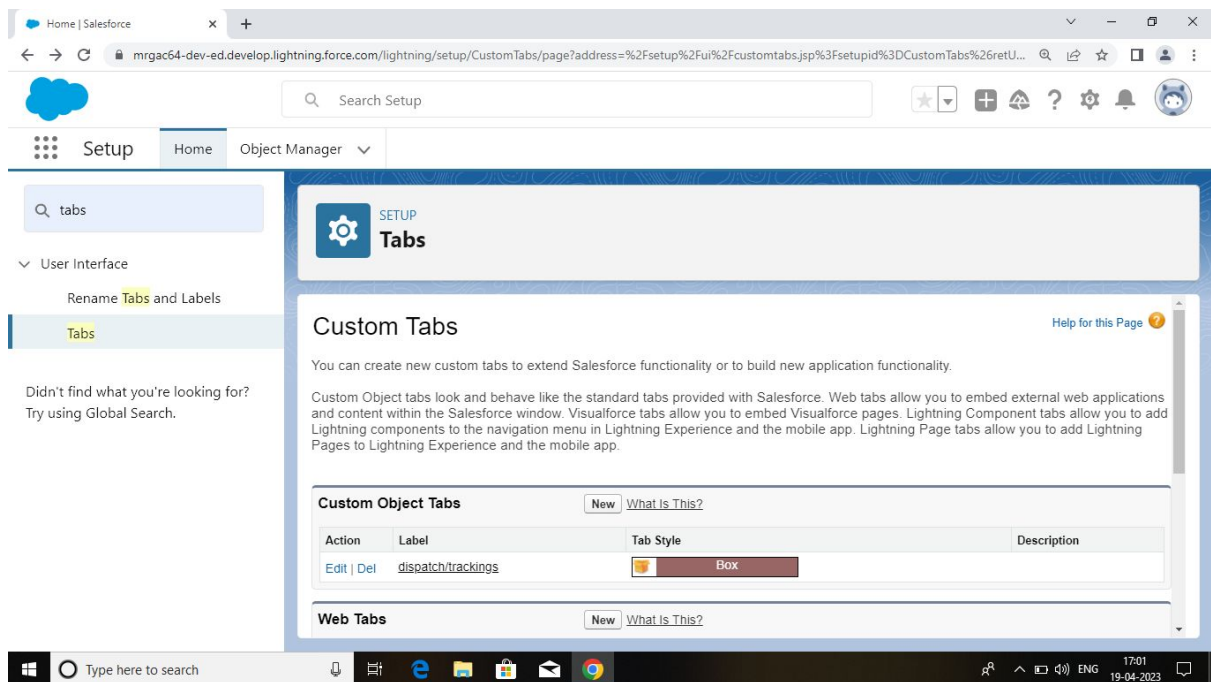 Home | Salesforce
mrgac64-dev-ed.develop.lightning.force.com/lightning/setup/CustomTabs/page?address=%2Fsetup%2Fui%2Fcustomtabs.jsp%3Fsetupid%3DCustomTabs%26retU...
Search Setup
Setup Home Object Manager
tabs
User Interface
Rename Tabs and Labels
Tabs
Didn't find what you're looking for?
Try using Global Search.
SETUP
Tabs
Custom Tabs
Help for this Page
You can create new custom tabs to extend Salesforce functionality or to build new application functionality.
Custom Object tabs look and behave like the standard tabs provided with Salesforce. Web tabs allow you to embed external web applications
and content within the Salesforce window. Visualforce tabs allow you to embed Visualforce pages. Lightning Component tabs allow you to add
Lightning components to the navigation menu in Lightning Experience and the mobile app. Lightning Page tabs allow you to add Lightning
Pages to Lightning Experience and the mobile app.
Custom Object Tabs New What Is This?
Action Label Tab Style Description
Edit | Del dispatch/trackings Box
Web Tabs New What Is This?
Type here to search
ENG
17:01
19-04-2023